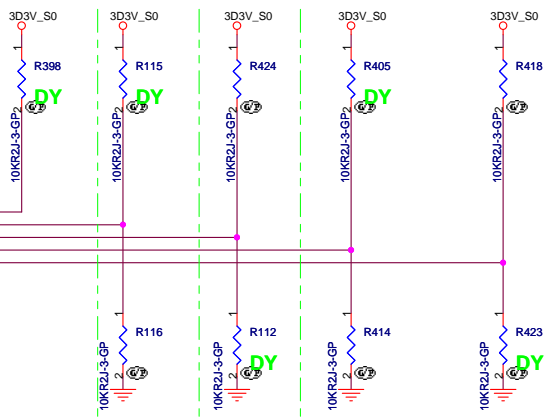 3D3V_S0 3D3V_S0 3D3V_S0 3D3V_S0 3D3V_S0
1 1 1 1 1
R398 R115 R424 R405 R418
DY DY DY
2 2 2 2 2
10KR2J-3-GP 10KR2J-3-GP 10KR2J-3-GP 10KR2J-3-GP 10KR2J-3-GP
1 1 1 1
R116 R112 R414 R423
DY DY
2 2 2 2
10KR2J-3-GP 10KR2J-3-GP 10KR2J-3-GP 10KR2J-3-GP